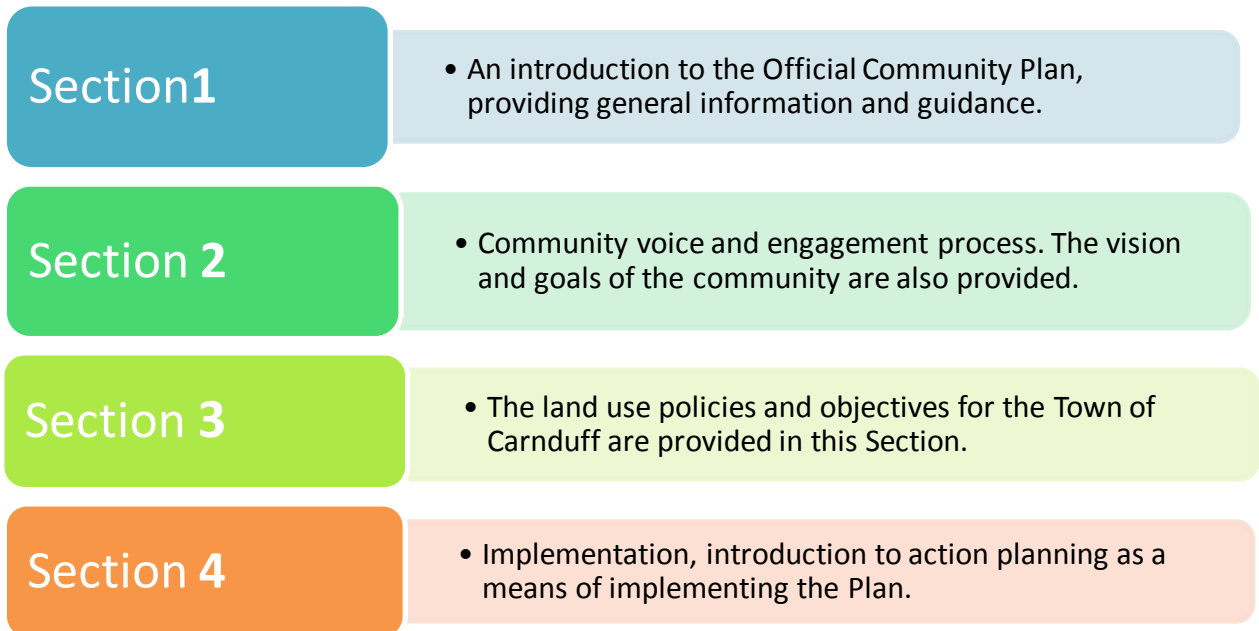 Section1
• An introduction to the Official Community Plan,
providing general information and guidance.
Section 2
• Community voice and engagement process. The vision
and goals of the community are also provided.
Section 3
• The land use policies and objectives for the Town of
Carnduff are provided in this Section.
Section 4
• Implementation, introduction to action planning as a
means of implementing the Plan.